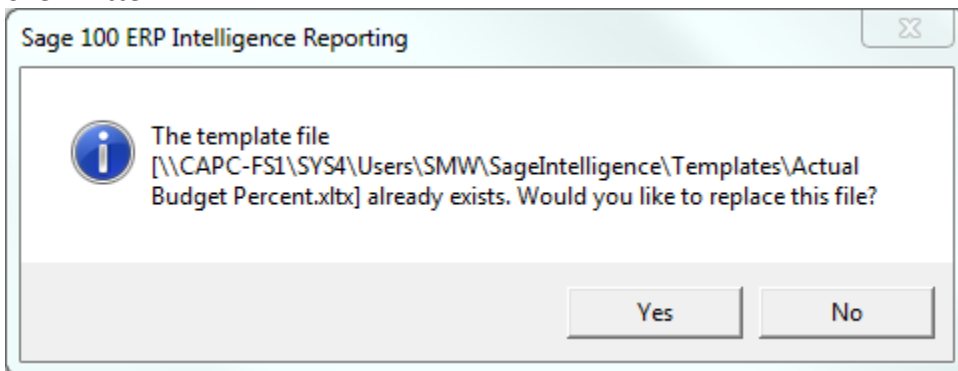 Sage 100 ERP Intelligence Reporting
The template file
[\\CAPC-FS1\SYS4\Users\SMW\SageIntelligence\Templates\Actual
Budget Percent.xltx] already exists. Would you like to replace this file?
Yes No